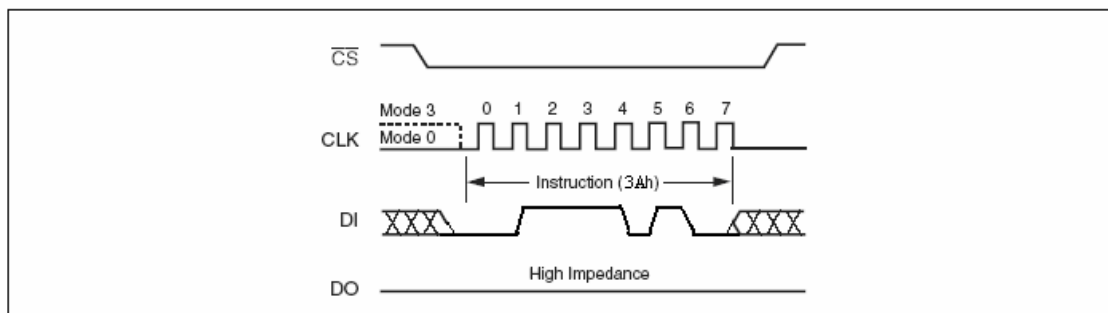 CS
Mode 3
0 1 2 3 4 5 6 7
CLK
Mode 0
Instruction (3Ah)
DI
High Impedance
DO